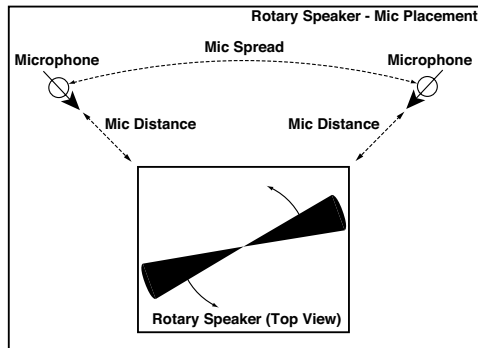 Rotary Speaker - Mic Placement
Mic Spread
Microphone
Microphone
Mic Distance
Mic Distance
Rotary Speaker (Top View)